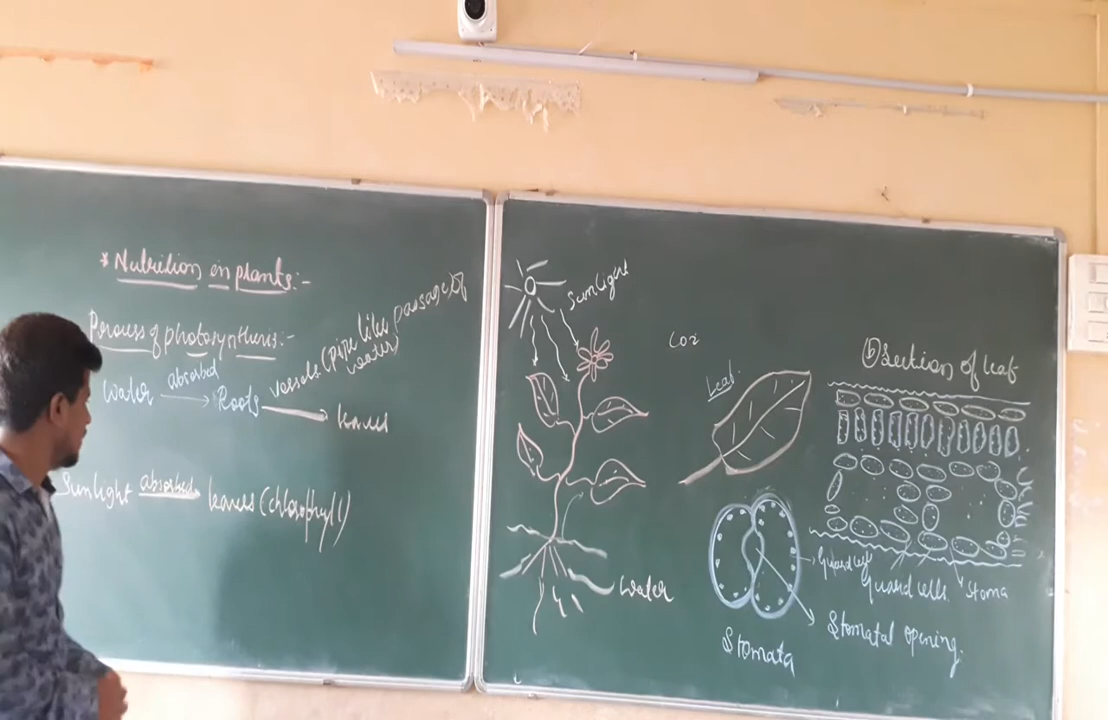 * Nutrition in plants:-
Process of photosynthesis:-
Water absorbed Roots vessels (pipe like passage of water) leaves
Sunlight absorbed leaves (chlorophyll)
Sunlight
Water
Co2
Leaf
Stomata
Guard cell
Stomatal opening.
(b) Section of leaf
Guard cells
Stoma